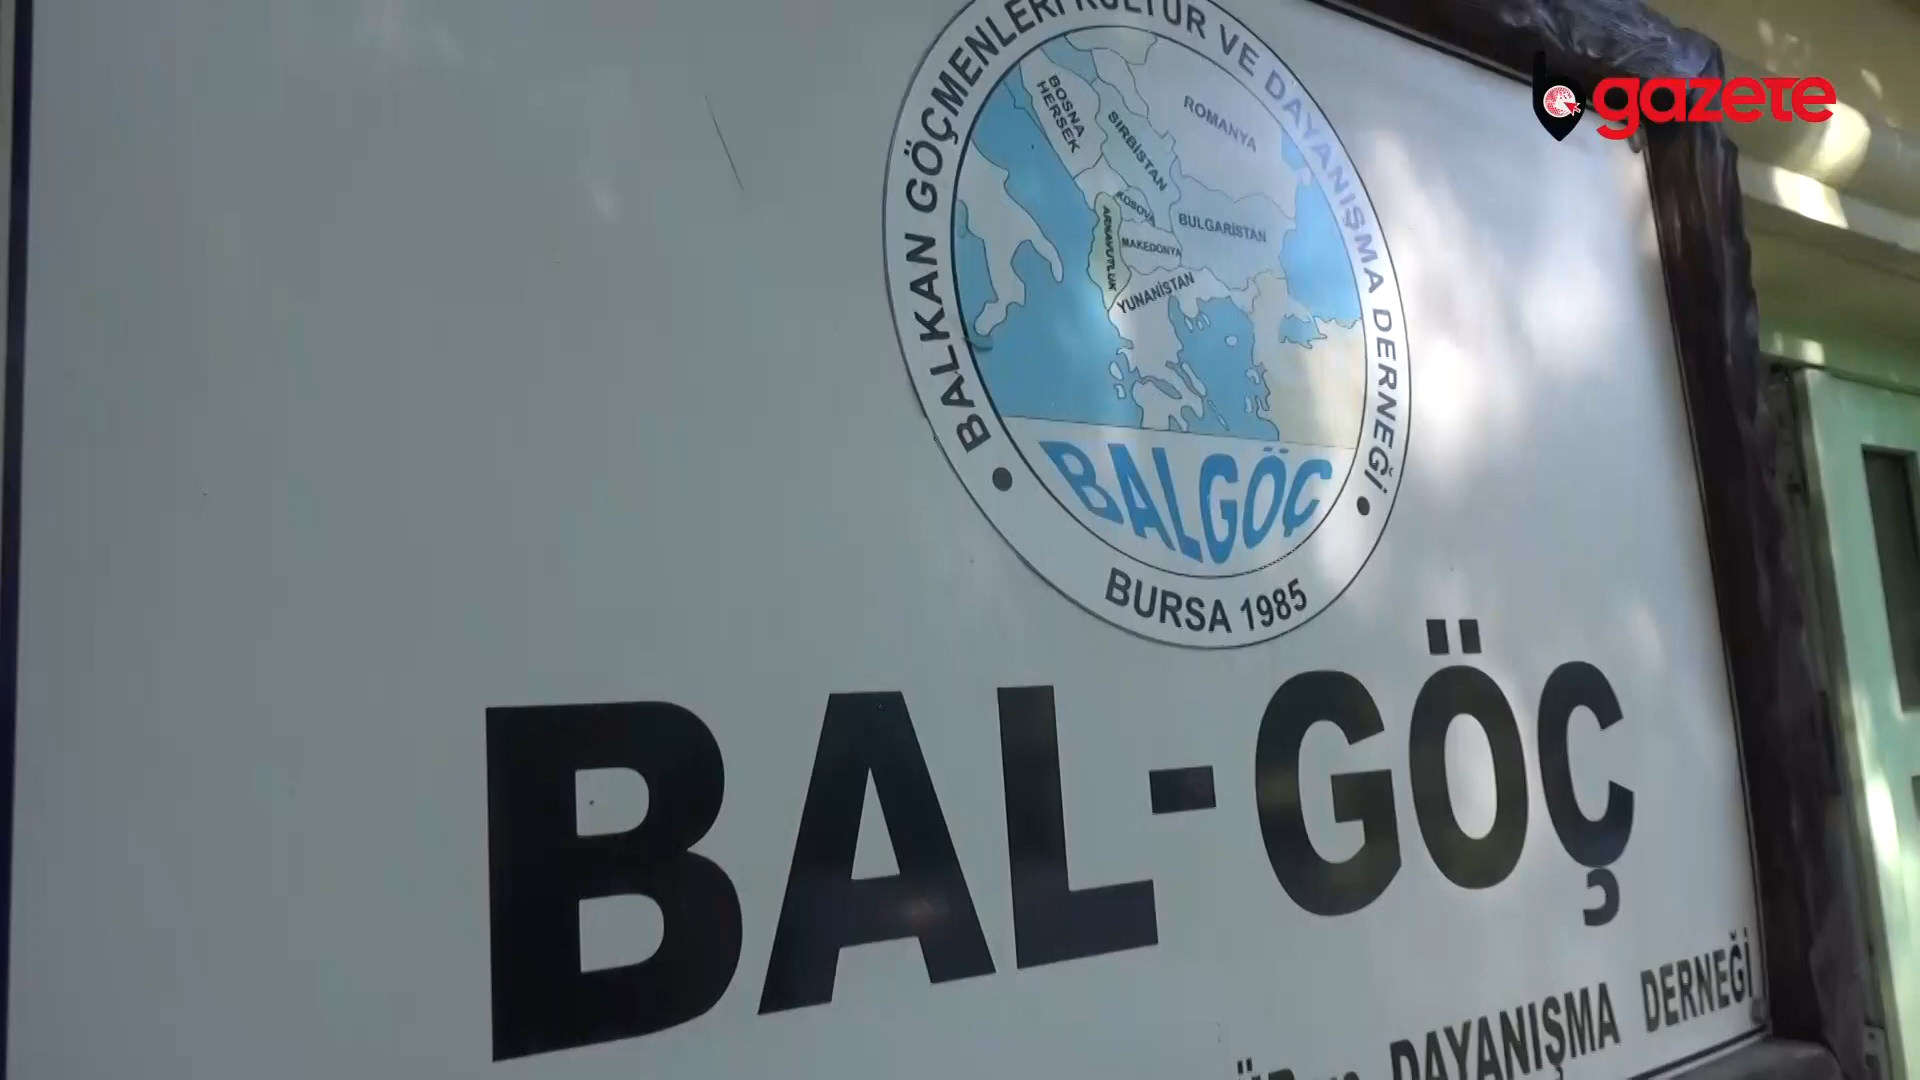 BALKAN GÖÇMENLERİ KÜLTÜR VE DAYANIŞMA DERNEĞİ
bgazete
BOSNA HERSEK
SIRBİSTAN
ROMANYA
KOSOVA
BULGARİSTAN
ARNAVUTLUK
MAKEDONYA
YUNANİSTAN
BALGÖÇ
BURSA 1985
BAL-GÖÇ
DAYANIŞMA DERNEĞİ